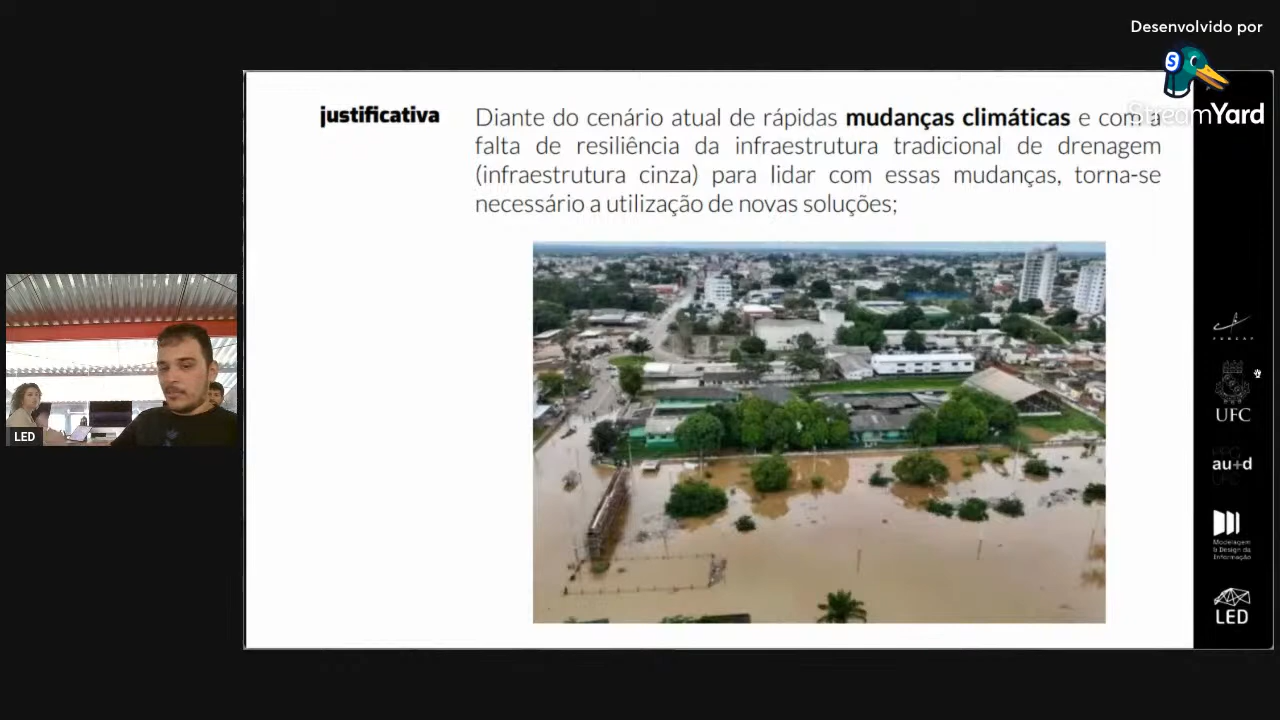 Desenvolvido por
StreamYard
justificativa
Diante do cenário atual de rápidas mudanças climáticas e com a
falta de resiliência da infraestrutura tradicional de drenagem
(infraestrutura cinza) para lidar com essas mudanças, torna-se
necessário a utilização de novas soluções;
LED
FUNCAP
UFC
au+d
Modelagem
& Design da
Informação
LED